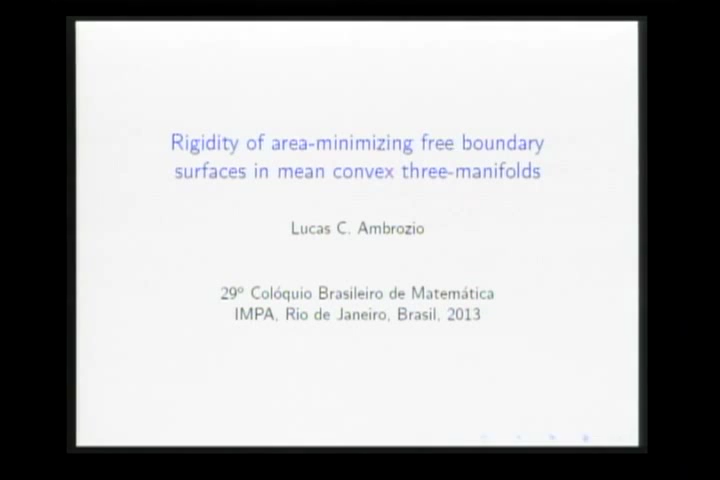 Rigidity of area-minimizing free boundary
surfaces in mean convex three-manifolds
Lucas C. Ambrozio
29º Colóquio Brasileiro de Matemática
IMPA, Rio de Janeiro, Brasil, 2013